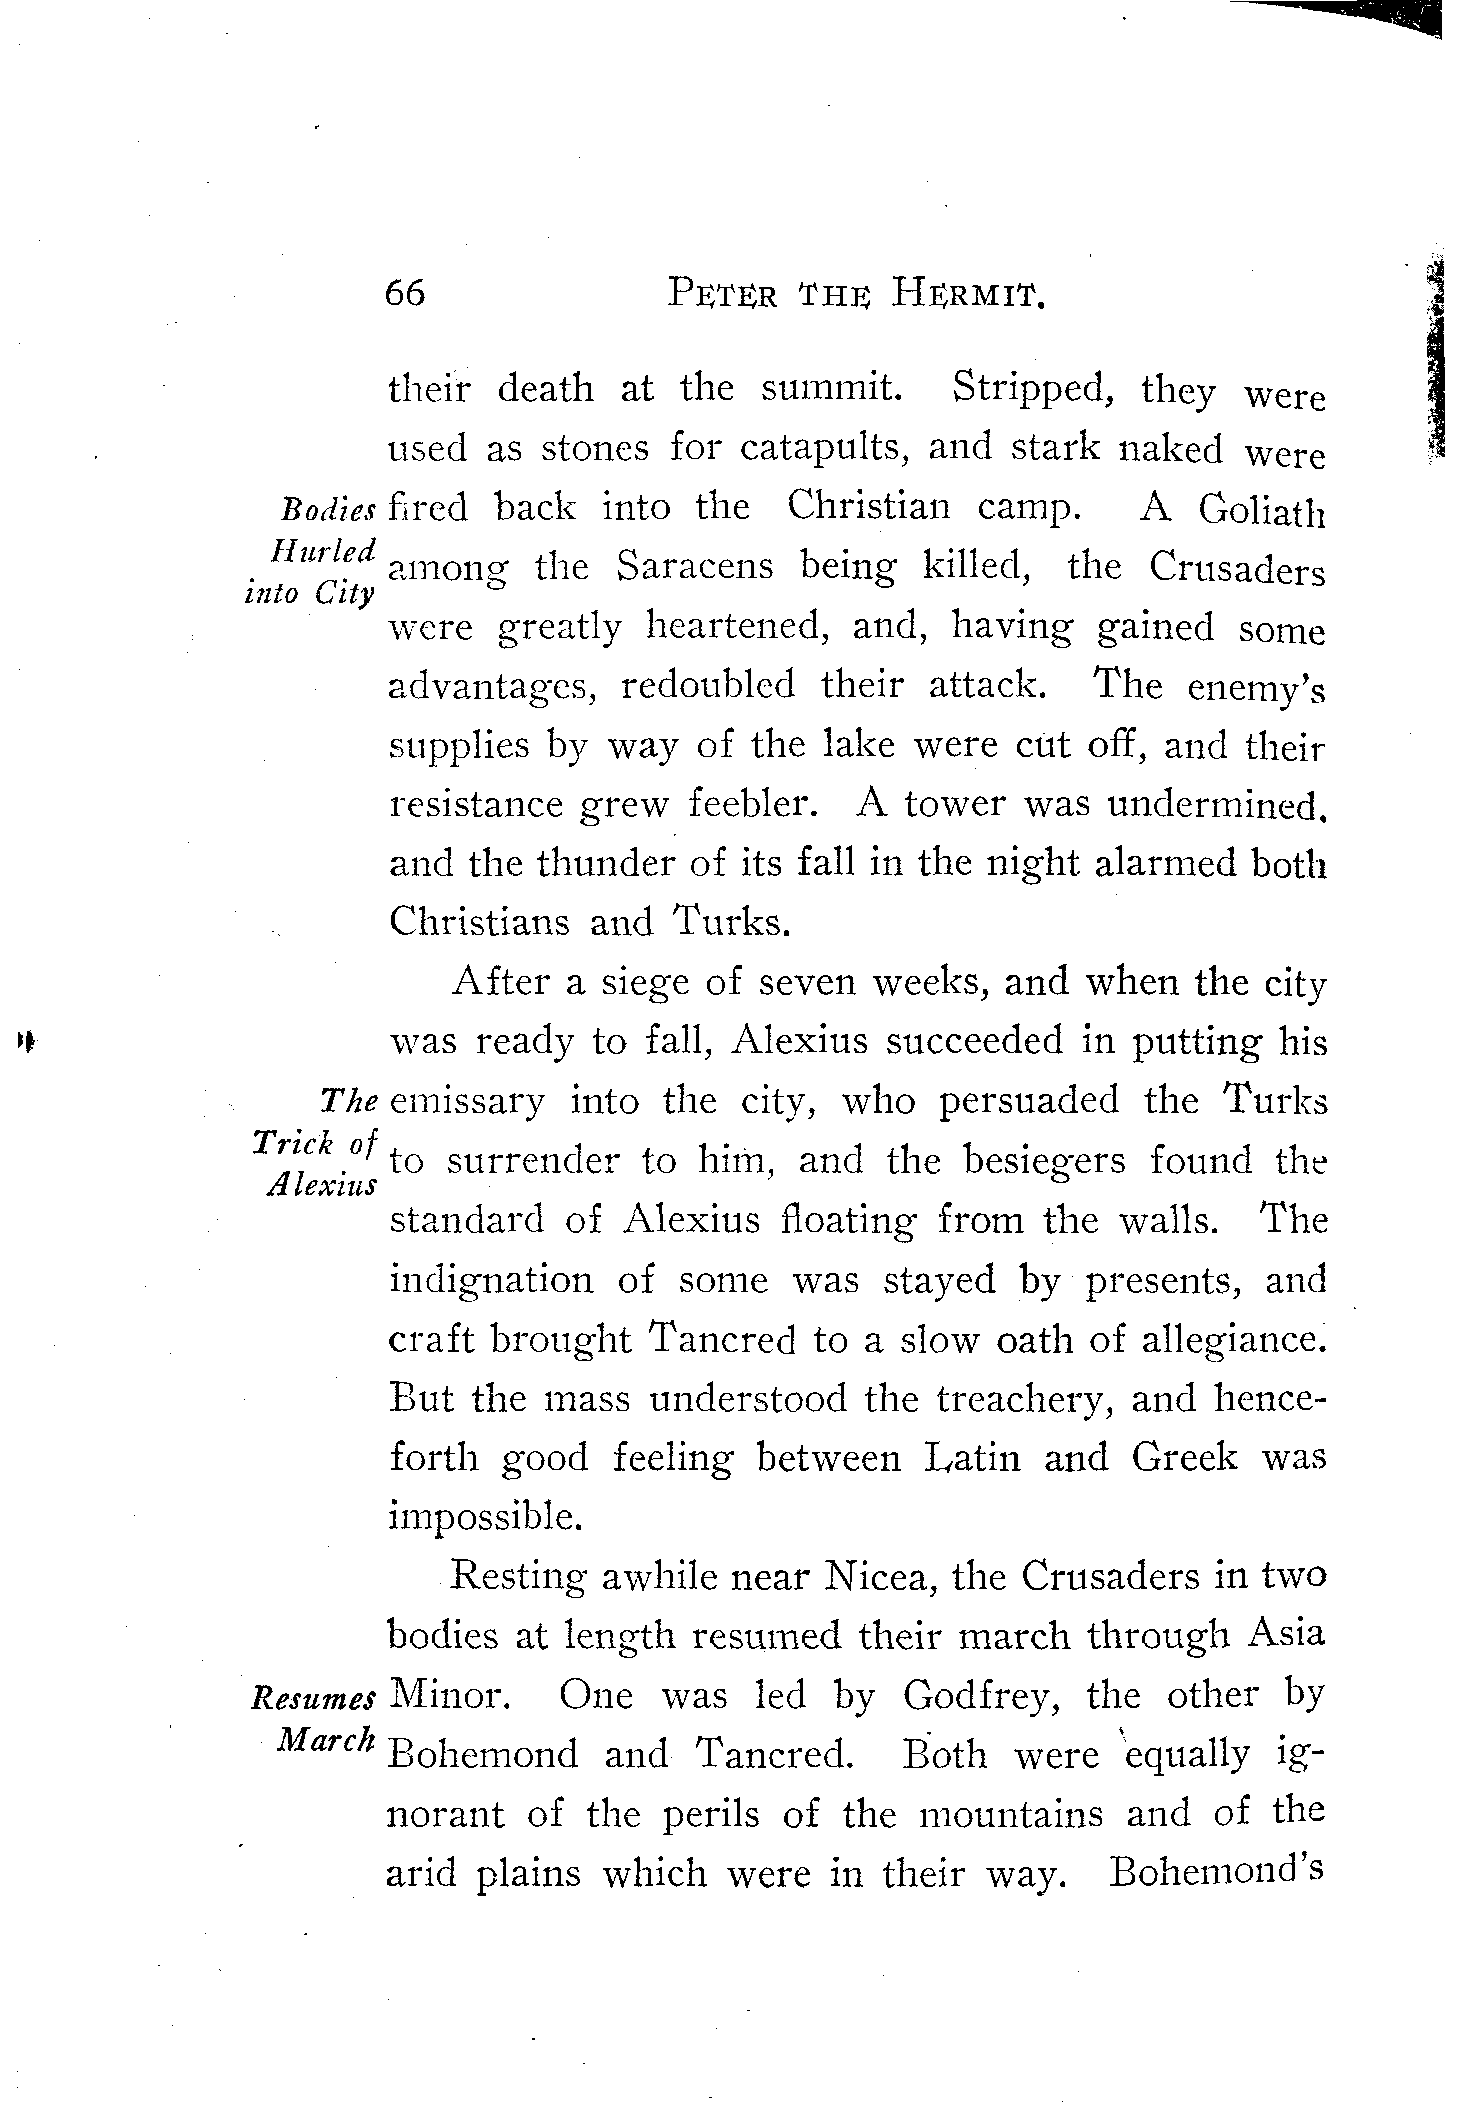 66 PETER THE HERMIT.
their death at the summit. Stripped, they were
used as stones for catapults, and stark naked were
Bodies Hurled into City
fired back into the Christian camp. A Goliath
among the Saracens being killed, the Crusaders
were greatly heartened, and, having gained some
advantages, redoubled their attack. The enemy's
supplies by way of the lake were cut off, and their
resistance grew feebler. A tower was undermined.
and the thunder of its fall in the night alarmed both
Christians and Turks.
After a siege of seven weeks, and when the city
was ready to fall, Alexius succeeded in putting his
The Trick of Alexius
emissary into the city, who persuaded the Turks
to surrender to him, and the besiegers found the
standard of Alexius floating from the walls. The
indignation of some was stayed by presents, and
craft brought Tancred to a slow oath of allegiance.
But the mass understood the treachery, and hence-
forth good feeling between Latin and Greek was
impossible.
Resting awhile near Nicea, the Crusaders in two
bodies at length resumed their march through Asia
Resumes March
Minor. One was led by Godfrey, the other by
Bohemond and Tancred. Both were equally ig-
norant of the perils of the mountains and of the
arid plains which were in their way. Bohemond's